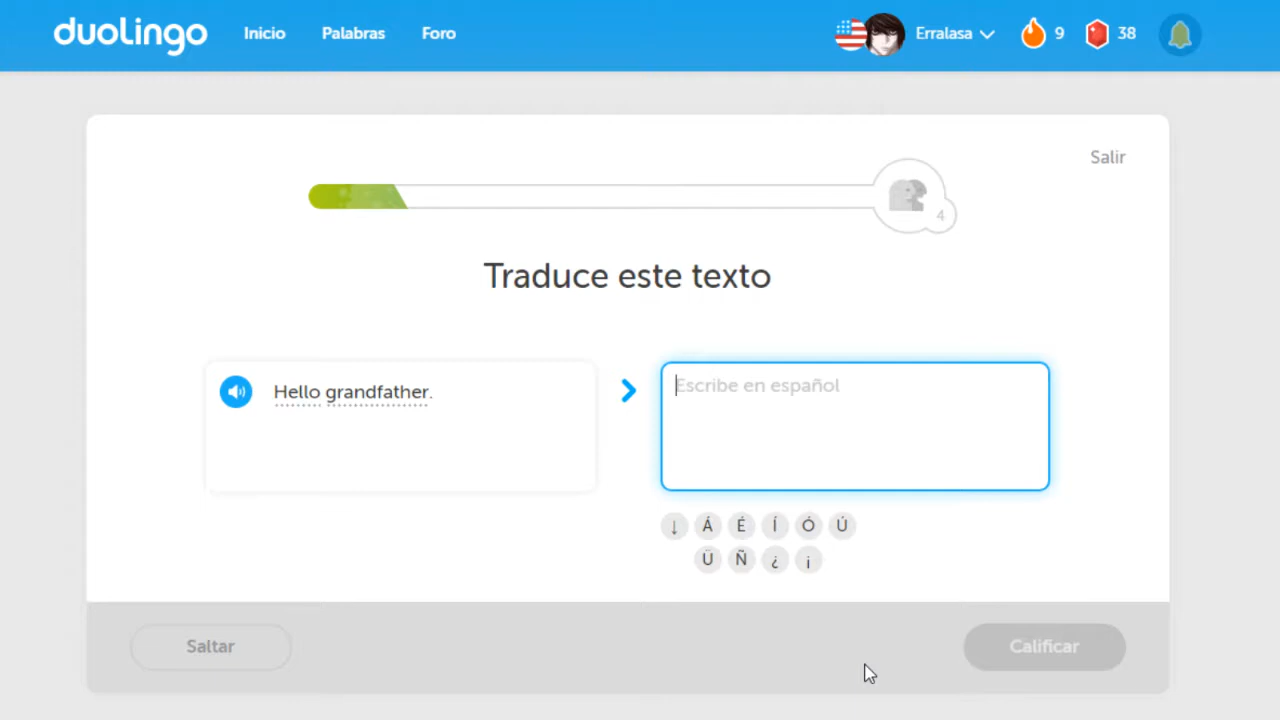 duolingo Inicio Palabras Foro Erralasa 9 38
Salir
4
Traduce este texto
Hello grandfather. Escribe en español
↓ Á É Í Ó Ú
Ü Ñ ¿ ¡
Saltar Calificar